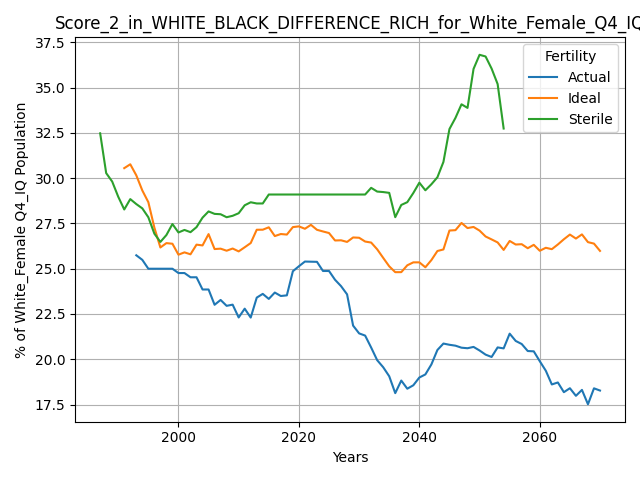 Score_2_in_WHITE_BLACK_DIFFERENCE_RICH_for_White_Female_Q4_IQ
37.5
35.0
32.5
30.0
27.5
25.0
22.5
20.0
17.5
% of White_Female Q4_IQ Population
Fertility
Actual
Ideal
Sterile
2000
2020
2040
2060
Years